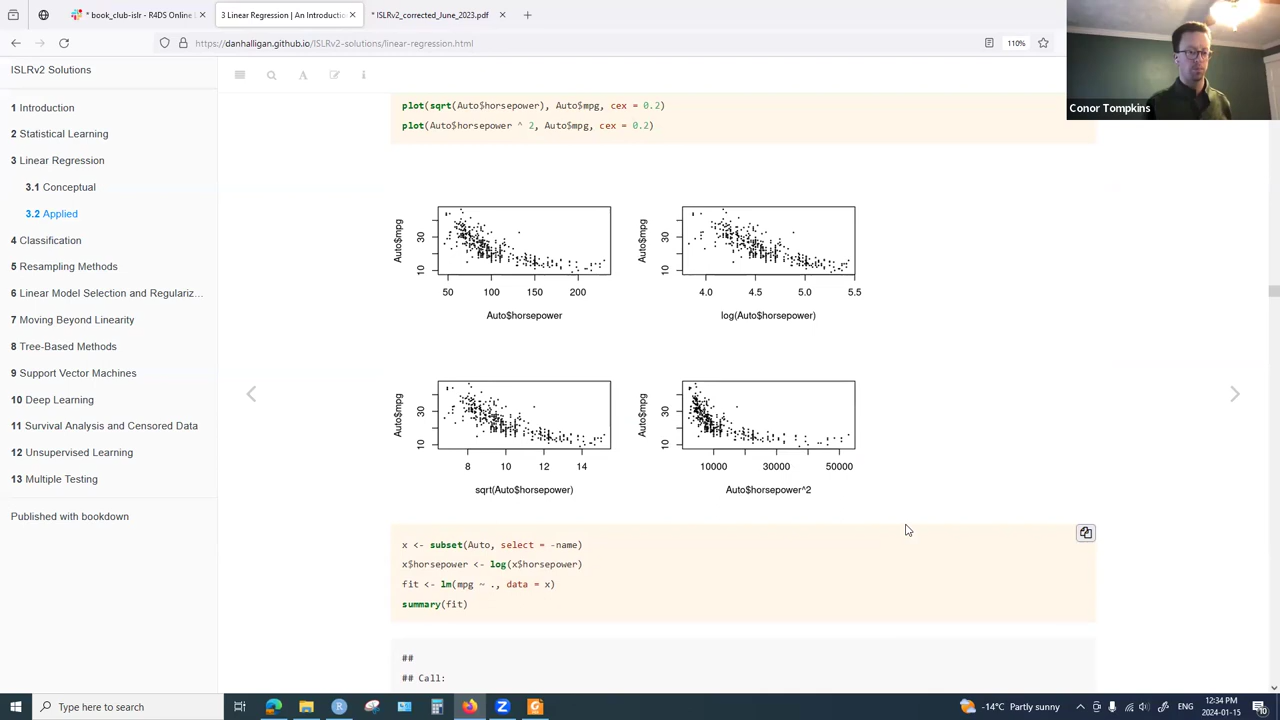 * book_club-islr - R4DS Online
3 Linear Regression | An Introduction
* ISLRv2_corrected_June_2023.pdf
https://danhalligan.github.io/ISLRv2-solutions/linear-regression.html
110%
Conor Tompkins
ISLRv2 Solutions
1 Introduction
2 Statistical Learning
3 Linear Regression
3.1 Conceptual
3.2 Applied
4 Classification
5 Resampling Methods
6 Linear Model Selection and Regulariz...
7 Moving Beyond Linearity
8 Tree-Based Methods
9 Support Vector Machines
10 Deep Learning
11 Survival Analysis and Censored Data
12 Unsupervised Learning
13 Multiple Testing
Published with bookdown
plot(sqrt(Auto$horsepower), Auto$mpg, cex = 0.2)
plot(Auto$horsepower ^ 2, Auto$mpg, cex = 0.2)
Auto$mpg
10 30
50 100 150 200
Auto$horsepower
Auto$mpg
10 30
4.0 4.5 5.0 5.5
log(Auto$horsepower)
Auto$mpg
10 30
8 10 12 14
sqrt(Auto$horsepower)
Auto$mpg
10 30
10000 30000 50000
Auto$horsepower^2
x <- subset(Auto, select = -name)
x$horsepower <- log(x$horsepower)
fit <- lm(mpg ~ ., data = x)
summary(fit)
##
## Call:
Type here to search
-14°C Partly sunny
ENG
12:34 PM
2024-01-15
10